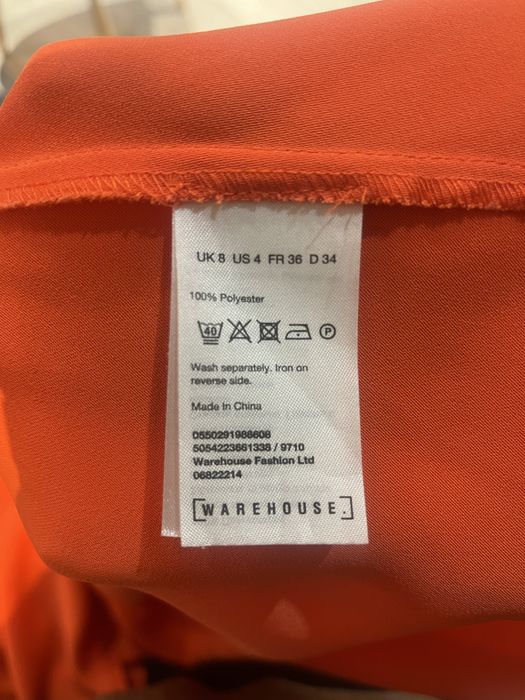 UK 8 US 4 FR 36 D 34
100% Polyester
40 P
Wash separately. Iron on
reverse side.
Made In China
0550291988608
5054223661338 / 9710
Warehouse Fashion Ltd
06822214
[WAREHOUSE.]